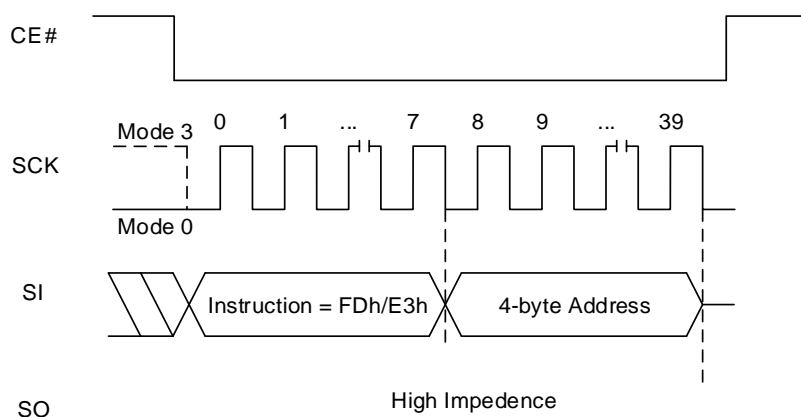 CE#
0 1 ... 7 8 9 ... 39
Mode 3
SCK
Mode 0
SI
Instruction = FDh/E3h
4-byte Address
High Impedence
SO